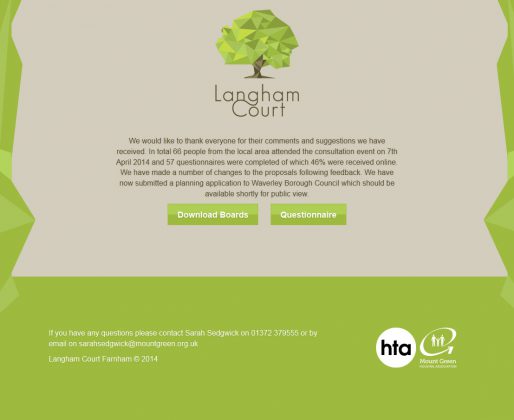 Langham
Court
We would like to thank everyone for their comments and suggestions we have
received. In total 66 people from the local area attended the consultation event on 7th
April 2014 and 57 questionnaires were completed of which 46% were received online.
We have made a number of changes to the proposals following feedback. We have
now submitted a planning application to Waverley Borough Council which should be
available shortly for public view.
Download Boards
Questionnaire
If you have any questions please contact Sarah Sedgwick on 01372 379555 or by
email on sarahsedgwick@mountgreen.org.uk
Langham Court Farnham © 2014
hta
Mount Green
HOUSING ASSOCIATION